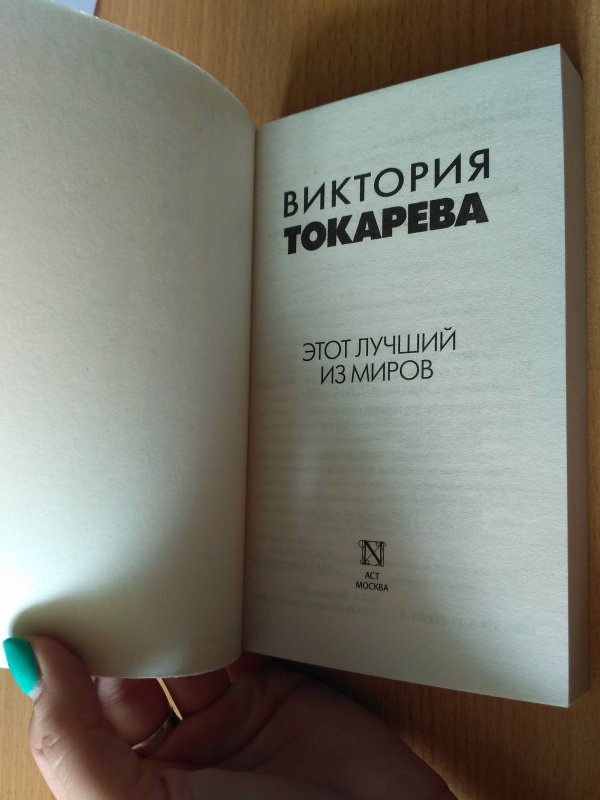 ВИКТОРИЯ
ТОКАРЕВА
ЭТОТ ЛУЧШИЙ
ИЗ МИРОВ
N
АСТ
МОСКВА